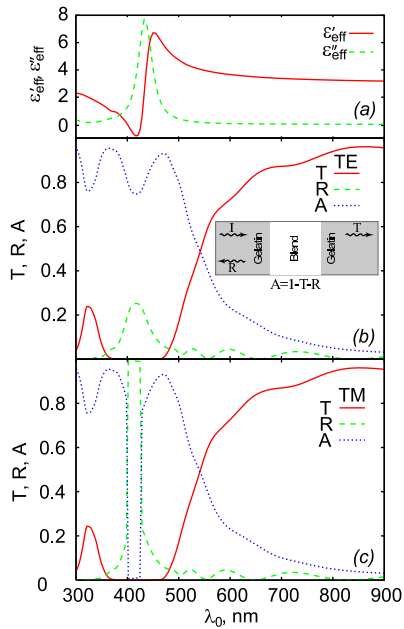 8
6
4
2
0
ε'eff, ε''eff
ε'eff
ε''eff
(a)
0.8
0.6
0.4
0.2
T, R, A
TE
T
R
A
I
R
Gellatin
Blend
Gellatin
T
A=1-T-R
(b)
0.8
0.6
0.4
0.2
0
T, R, A
TM
T
R
A
(c)
300 400 500 600 700 800 900
λ0, nm